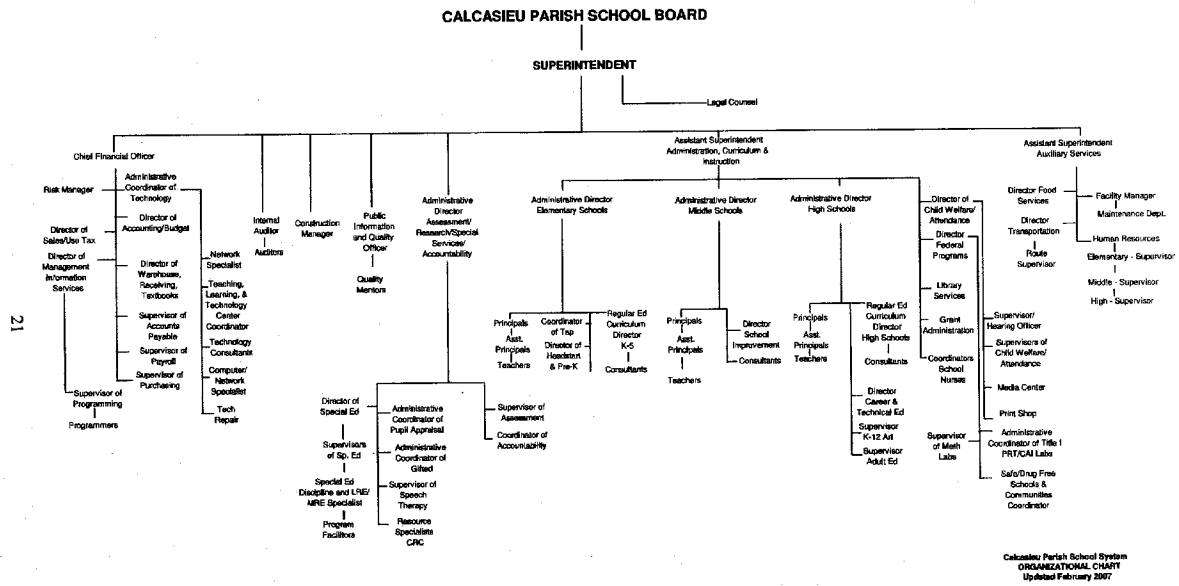 CALCASIEU PARISH SCHOOL BOARD
SUPERINTENDENT
Legal Counsel
Chief Financial Officer
Risk Manager
Administrative
Coordinator of
Technology
Director of
Accounting/Budget
Director of
Sales/Use Tax
Director of
Management
Information
Services
Director of
Warehouse,
Receiving,
Textbooks
Supervisor of
Accounts
Payable
Supervisor of
Payroll
Supervisor of
Purchasing
Supervisor of
Programming
Programmers
Network
Specialist
Teaching,
Learning, &
Technology
Center
Coordinator
Technology
Consultants
Computer/
Network
Specialist
Tech
Repair
Internal
Auditor
Auditors
Construction
Manager
Public
Information
and Quality
Officer
Quality
Mentors
Administrative
Director
Assessment/
Research/Special
Services/
Accountability
Director of
Special Ed
Supervisors
of Sp. Ed
Special Ed
Discipline and LRE/
MRE Specialist
Program
Facilitors
Administrative
Coordinator of
Pupil Appraisal
Administrative
Coordinator of
Gifted
Supervisor of
Speech
Therapy
Resource
Specialists
CRC
Supervisor of
Assessment
Coordinator of
Accountability
Assistant Superintendent
Administration, Curriculum &
Instruction
Administrative Director
Elementary Schools
Principals
Asst.
Principals
Teachers
Coordinator
of Tap
Director of
Headstart
& Pre-K
Regular Ed
Curriculum
Director
K-5
Consultants
Administrative Director
Middle Schools
Principals
Asst.
Principals
Teachers
Director
School
Improvement
Consultants
Administrative Director
High Schools
Principals
Asst.
Principals
Teachers
Regular Ed
Curriculum
Director
High Schools
Consultants
Director
Career &
Technical Ed
Supervisor
K-12 Art
Supervisor
Adult Ed
Director of
Child Welfare/
Attendance
Director
Federal
Programs
Library
Services
Grant
Administration
Coordinators
School
Nurses
Supervisor/
Hearing Officer
Supervisors of
Child Welfare/
Attendance
Media Center
Print Shop
Supervisor
of Math
Labs
Administrative
Coordinator of Title I
PRT/CAI Labs
Safe/Drug Free
Schools &
Communities
Coordinator
Assistant Superintendent
Auxiliary Services
Director Food
Services
Director
Transportation
Route
Supervisor
Facility Manager
Maintenance Dept.
Human Resources
Elementary - Supervisor
Middle - Supervisor
High - Supervisor
21
Calcasieu Parish School System
ORGANIZATIONAL CHART
Updated February 2007